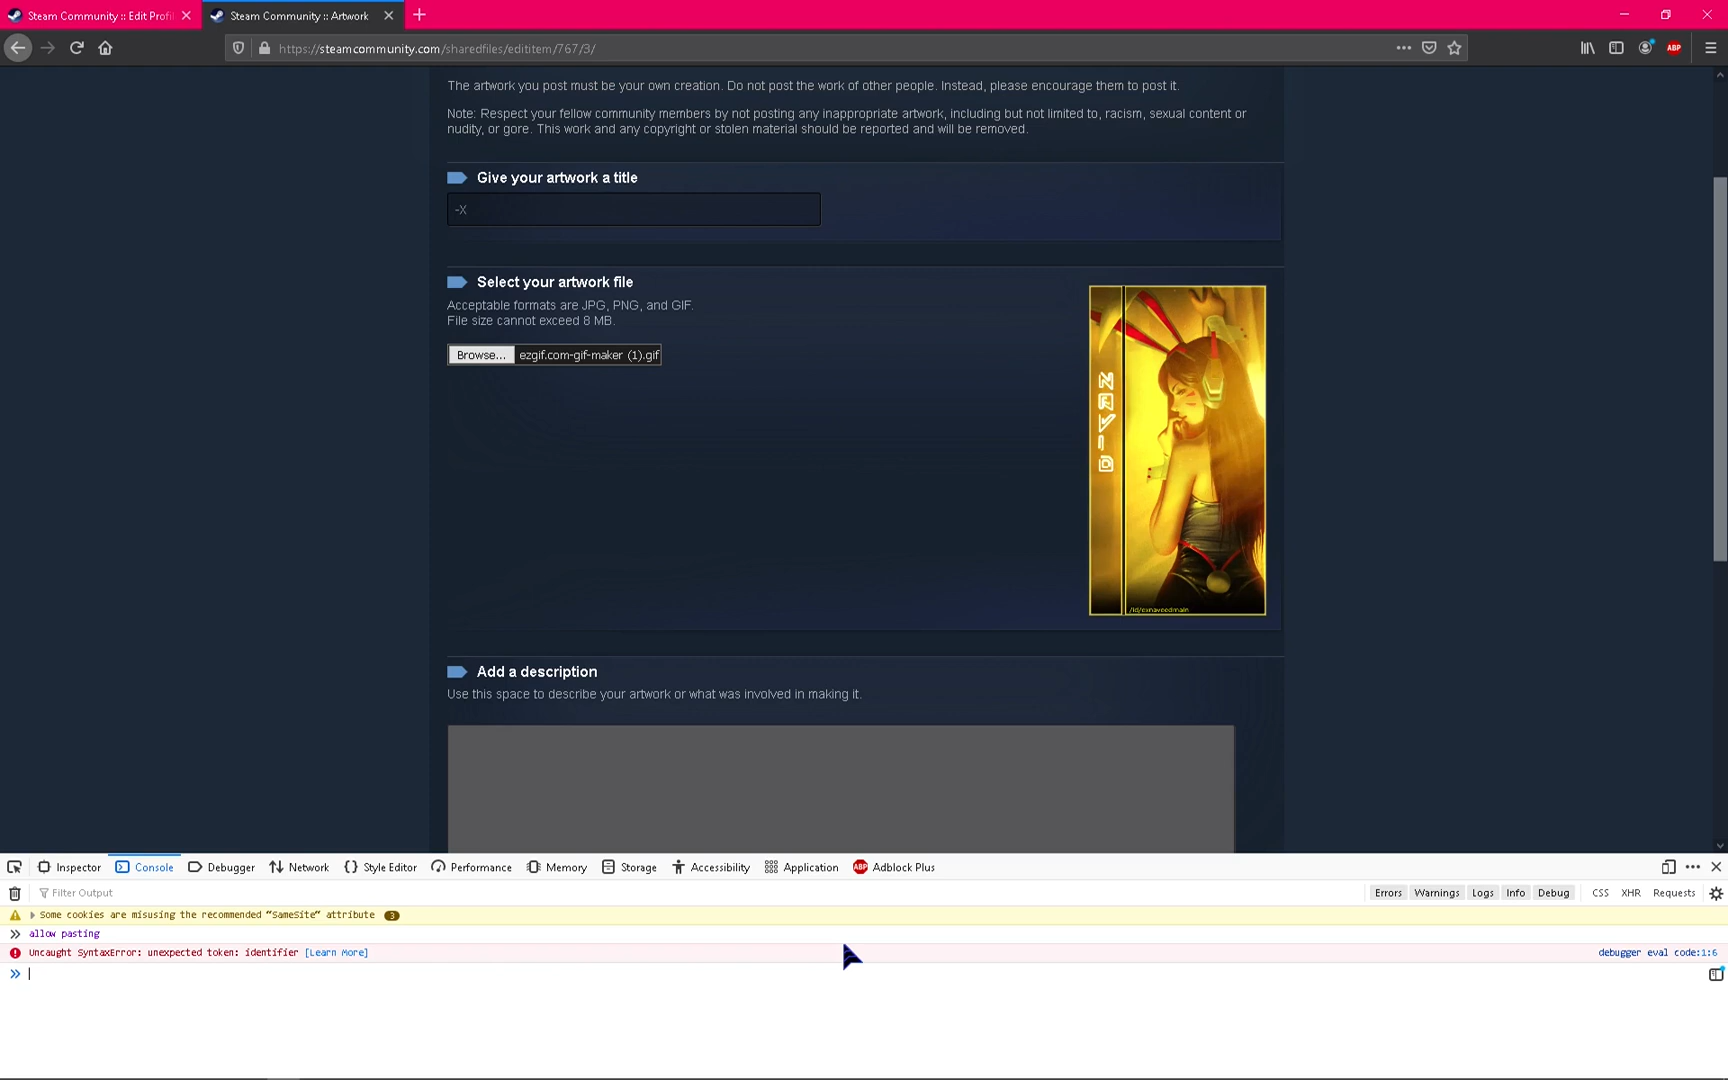 Steam Community :: Edit Profi
Steam Community :: Artwork
https://steamcommunity.com/sharedfiles/edititem/767/3/
ABP
The artwork you post must be your own creation. Do not post the work of other people. Instead, please encourage them to post it.
Note: Respect your fellow community members by not posting any inappropriate artwork, including but not limited to, racism, sexual content or
nudity, or gore. This work and any copyright or stolen material should be reported and will be removed.
Give your artwork a title
-X
Select your artwork file
Acceptable formats are JPG, PNG, and GIF.
File size cannot exceed 8 MB.
Browse... ezgif.com-gif-maker (1).gif
/id/exnaveedmain
Add a description
Use this space to describe your artwork or what was involved in making it.
Inspector Console Debugger Network Style Editor Performance Memory Storage Accessibility Application ABP Adblock Plus
Filter Output Errors Warnings Logs Info Debug CSS XHR Requests
Some cookies are misusing the recommended “SameSite” attribute 3
allow pasting
Uncaught SyntaxError: unexpected token: identifier [Learn More] debugger eval code:1:6